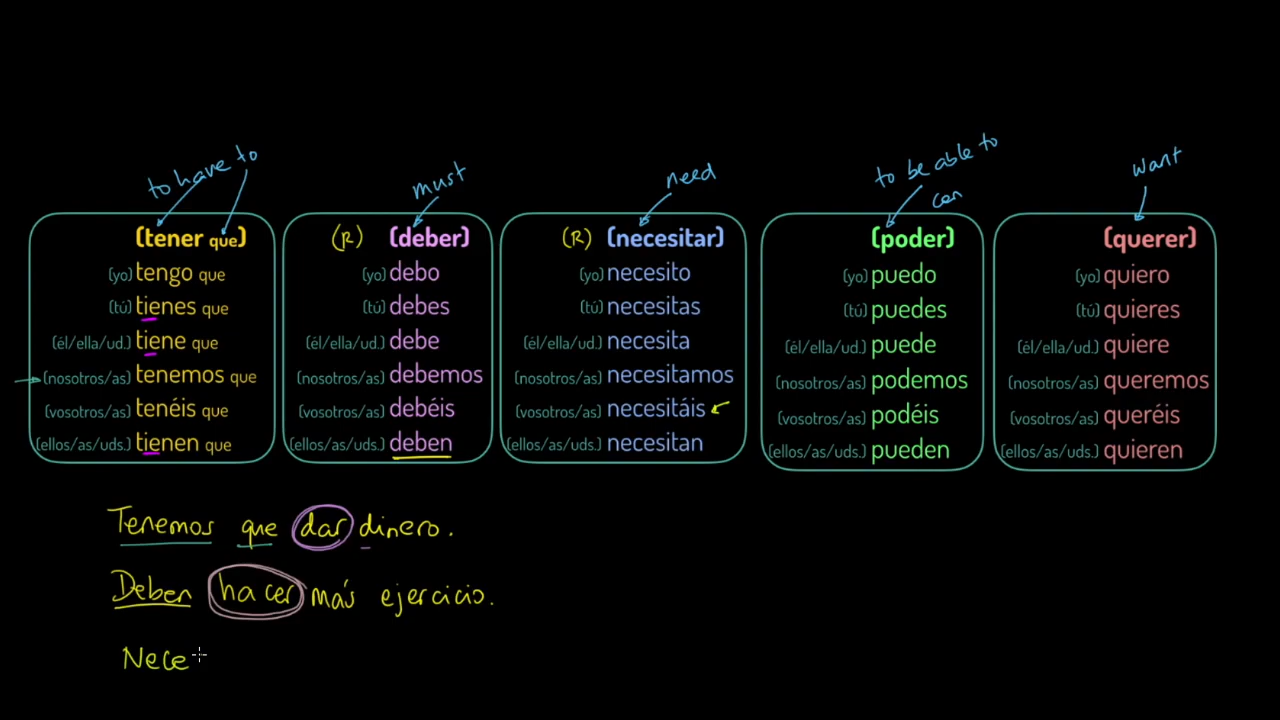 to have to
must
need
to be able to
can
want
(tener que)
(yo) tengo que
(tú) tienes que
(él/ella/ud.) tiene que
(nosotros/as) tenemos que
(vosotros/as) tenéis que
(ellos/as/uds.) tienen que
(R) (deber)
(yo) debo
(tú) debes
(él/ella/ud.) debe
(nosotros/as) debemos
(vosotros/as) debéis
(ellos/as/uds.) deben
(R) (necesitar)
(yo) necesito
(tú) necesitas
(él/ella/ud.) necesita
(nosotros/as) necesitamos
(vosotros/as) necesitáis
(ellos/as/uds.) necesitan
(poder)
(yo) puedo
(tú) puedes
(él/ella/ud.) puede
(nosotros/as) podemos
(vosotros/as) podéis
(ellos/as/uds.) pueden
(querer)
(yo) quiero
(tú) quieres
(él/ella/ud.) quiere
(nosotros/as) queremos
(vosotros/as) queréis
(ellos/as/uds.) quieren
Tenemos que dar dinero.
Deben hacer más ejercicio.
Nece